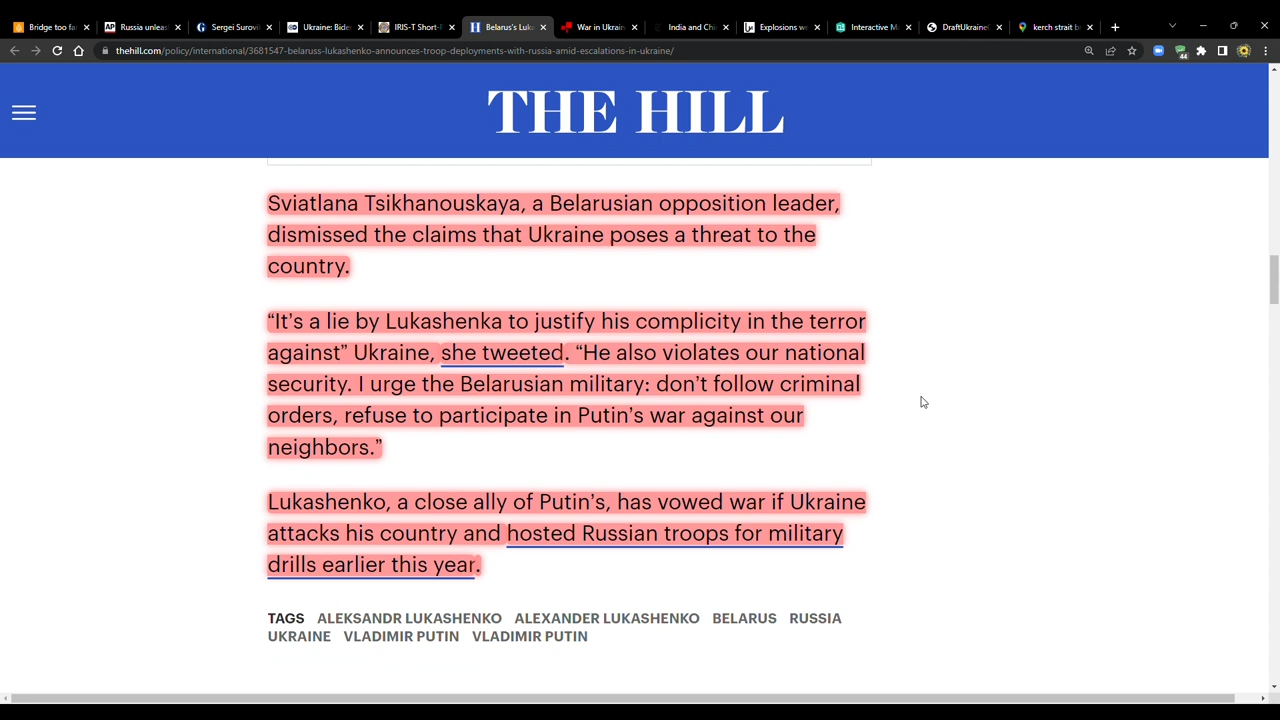 Bridge too fa
Russia unleas
Sergei Surovi
Ukraine: Bide
IRIS-T Short-
Belarus's Luk
War in Ukrain
India and Chi
Explosions we
Interactive M
DraftUkraine
kerch strait b
thehill.com/policy/international/3681547-belaruss-lukashenko-announces-troop-deployments-with-russia-amid-escalations-in-ukraine/
44
THE HILL
Sviatlana Tsikhanouskaya, a Belarusian opposition leader,
dismissed the claims that Ukraine poses a threat to the
country.
“It’s a lie by Lukashenka to justify his complicity in the terror
against” Ukraine, she tweeted. “He also violates our national
security. I urge the Belarusian military: don’t follow criminal
orders, refuse to participate in Putin’s war against our
neighbors.”
Lukashenko, a close ally of Putin’s, has vowed war if Ukraine
attacks his country and hosted Russian troops for military
drills earlier this year.
TAGS ALEKSANDR LUKASHENKO ALEXANDER LUKASHENKO BELARUS RUSSIA
UKRAINE VLADIMIR PUTIN VLADIMIR PUTIN